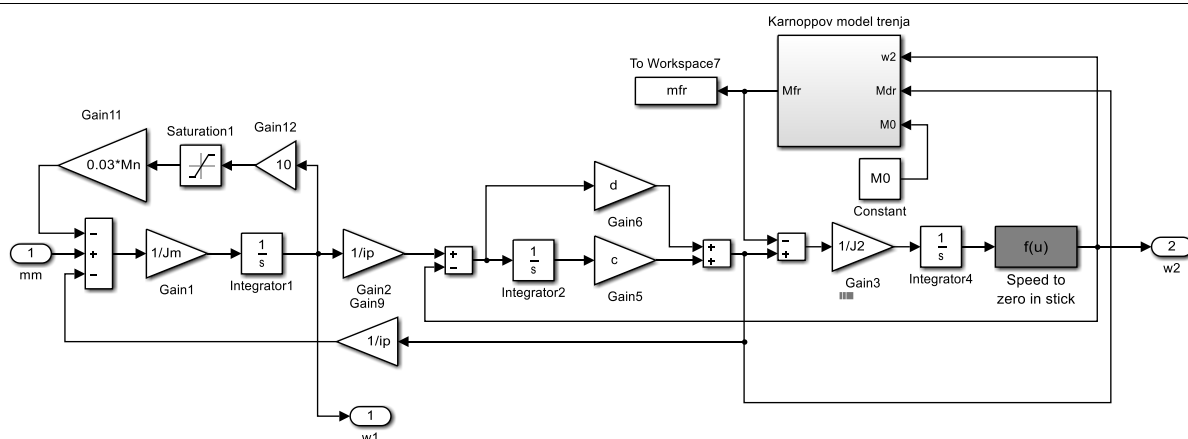 Karnoppov model trenja
To Workspace7
mfr
Mfr
w2
Mdr
M0
M0
Constant
Gain11
0.03*Mn
Saturation1
Gain12
10
d
Gain6
1
mm
-
+
-
1/Jm
Gain1
1
s
Integrator1
1/ip
Gain2
Gain9
+
-
1
s
Integrator2
c
Gain5
+
+
-
+
1/J2
Gain3
1
s
Integrator4
f(u)
Speed to
zero in stick
2
w2
1/ip
1
w1